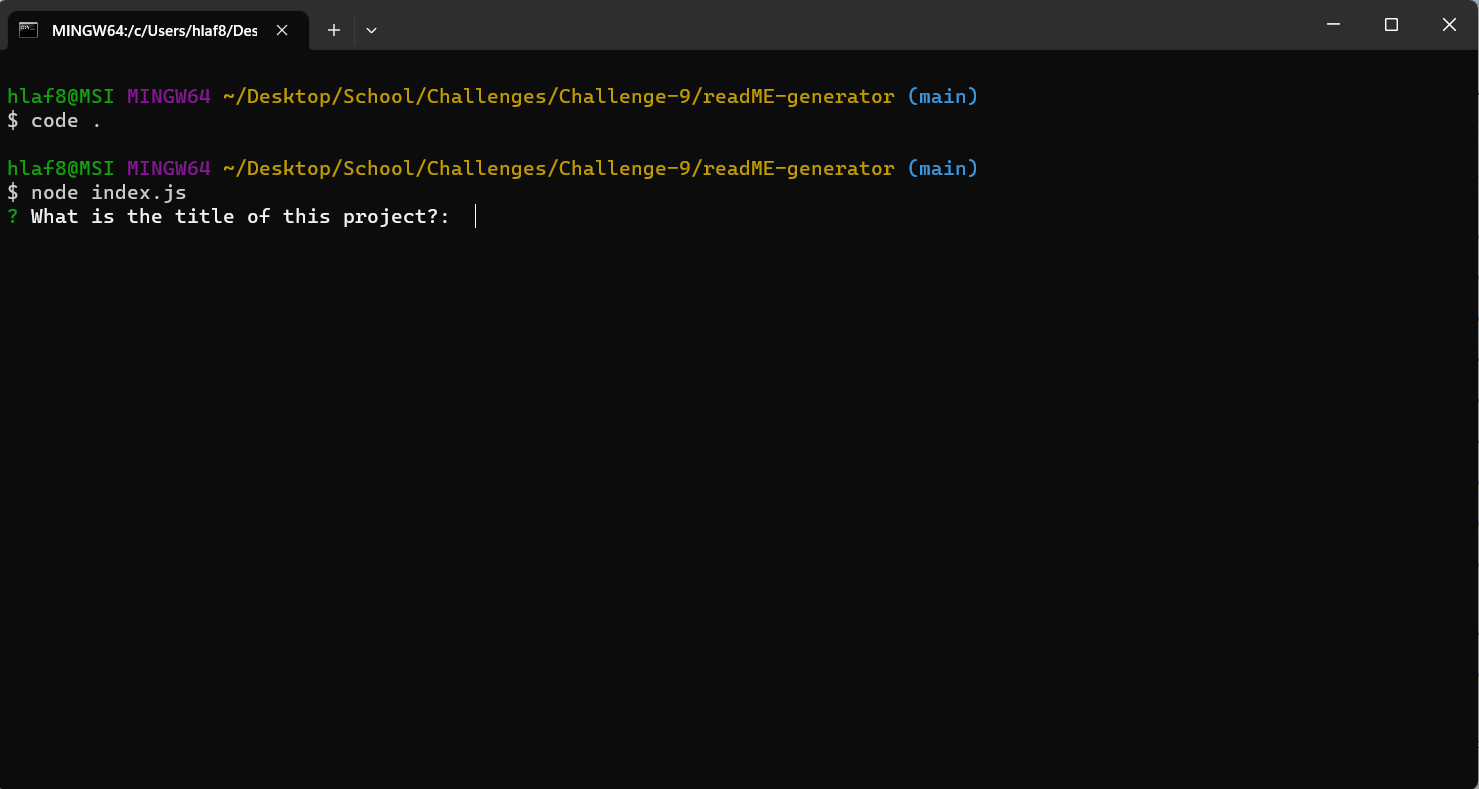 MINGW64:/c/Users/hlaf8/Des
hlaf8@MSI MINGW64 ~/Desktop/School/Challenges/Challenge-9/readME-generator (main)
$ code .
hlaf8@MSI MINGW64 ~/Desktop/School/Challenges/Challenge-9/readME-generator (main)
$ node index.js
? What is the title of this project?: